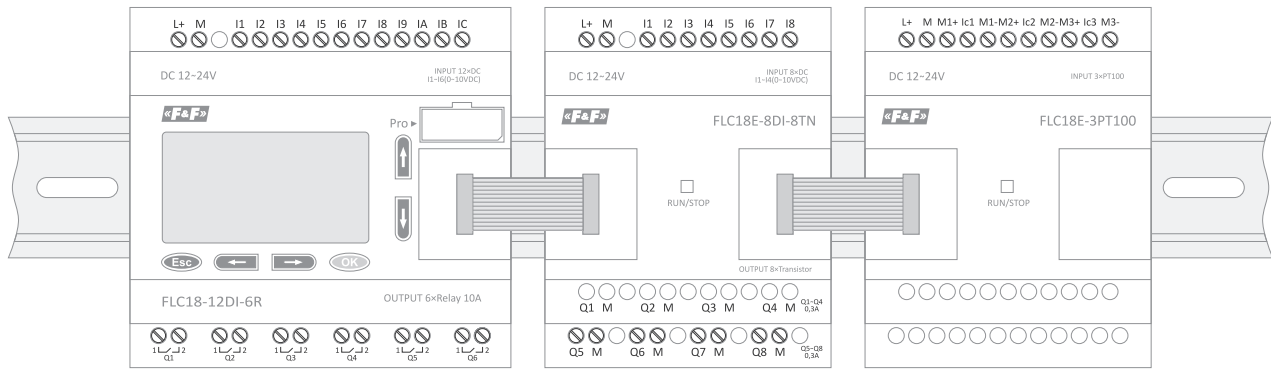 L+ M I1 I2 I3 I4 I5 I6 I7 I8 I9 IA IB IC
DC 12~24V
INPUT 12×DC
I1~I6(0~10VDC)
«F&F»
Pro ►
Esc
OK
FLC18-12DI-6R
OUTPUT 6×Relay 10A
1 2 1 2 1 2 1 2 1 2 1 2
Q1 Q2 Q3 Q4 Q5 Q6
L+ M I1 I2 I3 I4 I5 I6 I7 I8
DC 12~24V
INPUT 8×DC
I1~I4(0~10VDC)
«F&F»
FLC18E-8DI-8TN
RUN/STOP
OUTPUT 8×Transistor
Q1 M Q2 M Q3 M Q4 M
Q1~Q4
0,3A
Q5 M Q6 M Q7 M Q8 M
Q5~Q8
0,3A
L+ M M1+ Ic1 M1- M2+ Ic2 M2- M3+ Ic3 M3-
DC 12~24V
INPUT 3×PT100
«F&F»
FLC18E-3PT100
RUN/STOP